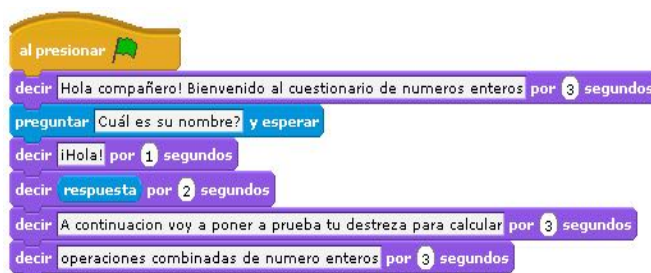 al presionar
decir Hola compañero! Bienvenido al cuestionario de numeros enteros por 3 segundos
preguntar Cuál es su nombre? y esperar
decir ¡Hola! por 1 segundos
decir respuesta por 2 segundos
decir A continuacion voy a poner a prueba tu destreza para calcular por 3 segundos
decir operaciones combinadas de numero enteros por 3 segundos